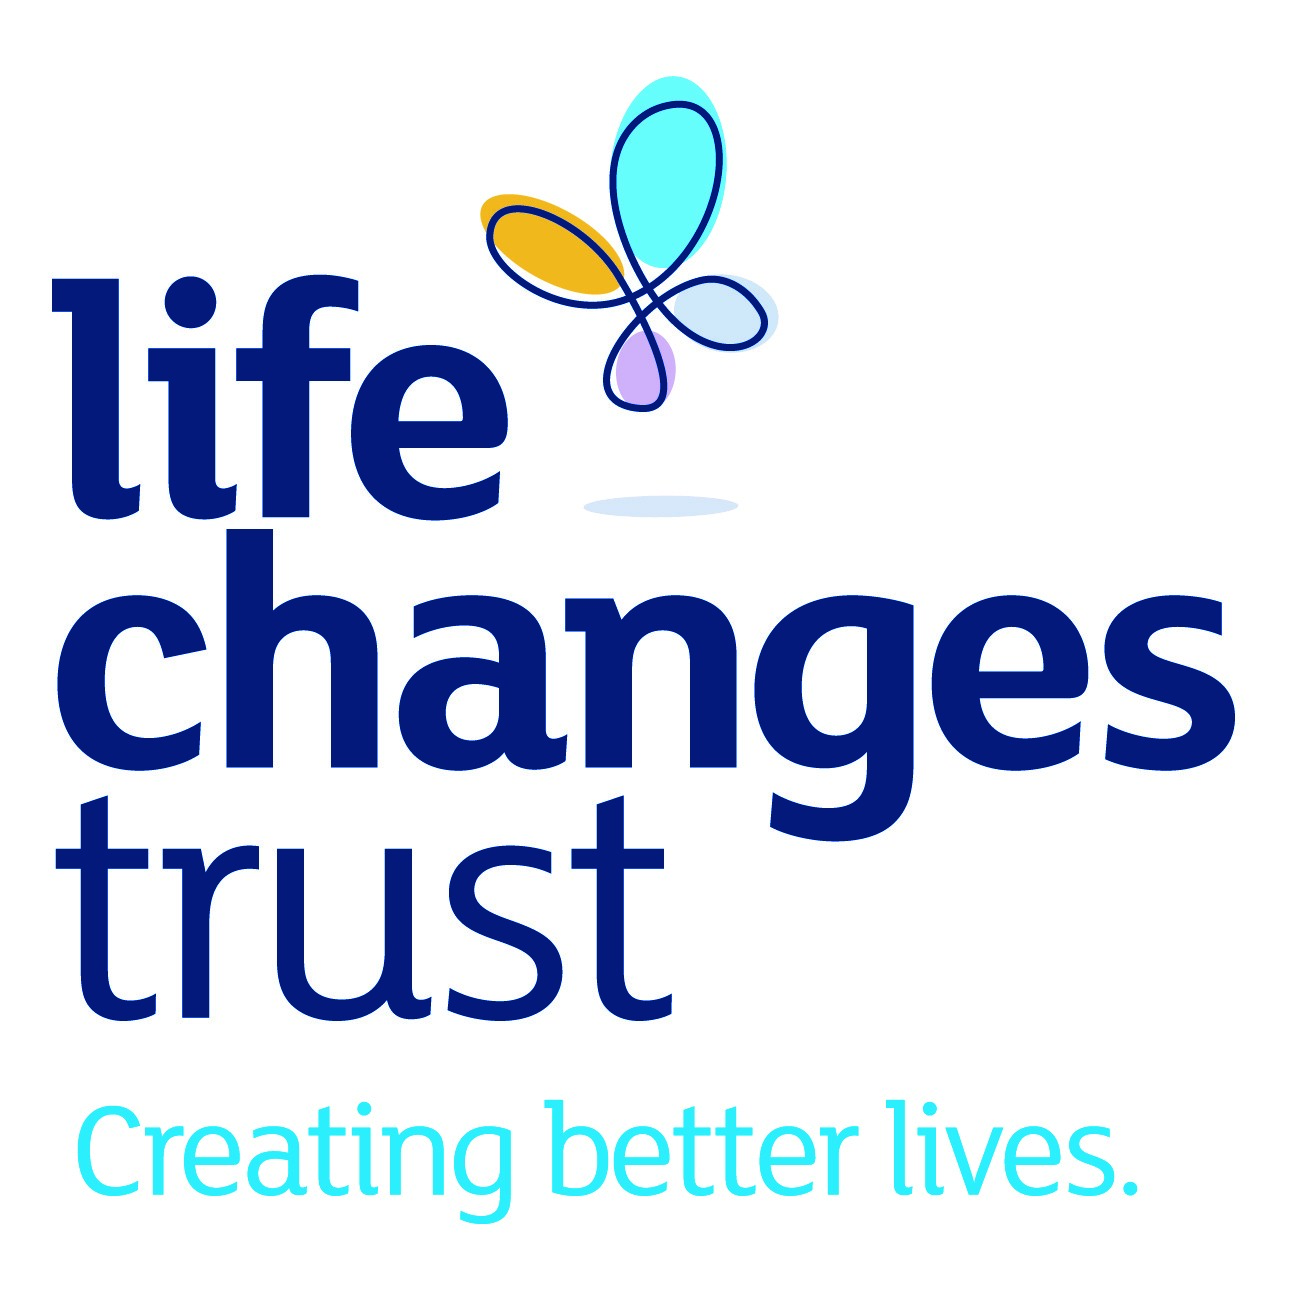 life
changes
trust
Creating better lives.